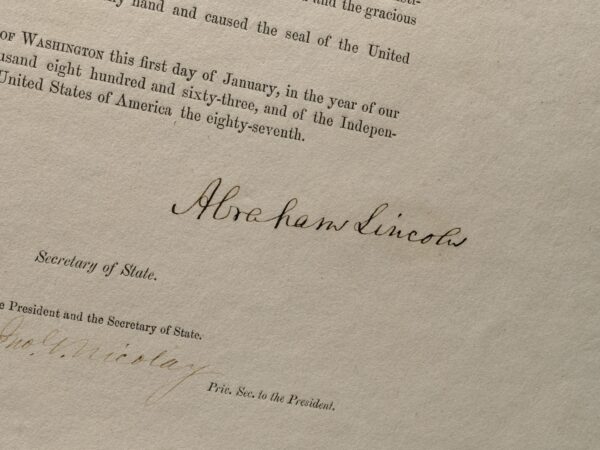 and the gracious
hand and caused the seal of the United
OF WASHINGTON this first day of January, in the year of our
eight hundred and sixty-three, and of the Indepen-
United States of America the eighty-seventh.
Abraham Lincoln
Secretary of State.
President and the Secretary of State.
Jno. G. Nicolay
Priv. Sec. to the President.